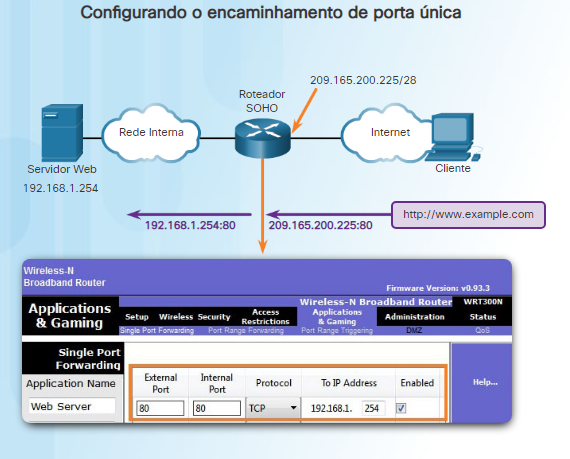 Configurando o encaminhamento de porta única
209.165.200.225/28
Roteador
SOHO
Rede Interna
Internet
Servidor Web
192.168.1.254
Cliente
192.168.1.254:80
209.165.200.225:80
http://www.example.com
Wireless-N
Broadband Router
Firmware Version: v0.93.3
Applications
& Gaming
Wireless-N Broadband Router
WRT300N
Setup
Wireless
Security
Access
Restrictions
Applications
& Gaming
Administration
Status
Single Port Forwarding
Port Range Forwarding
Port Range Triggering
DMZ
QoS
Single Port
Forwarding
Application Name
External
Port
Internal
Port
Protocol
To IP Address
Enabled
Help...
Web Server
80
80
TCP
192.168.1.
254